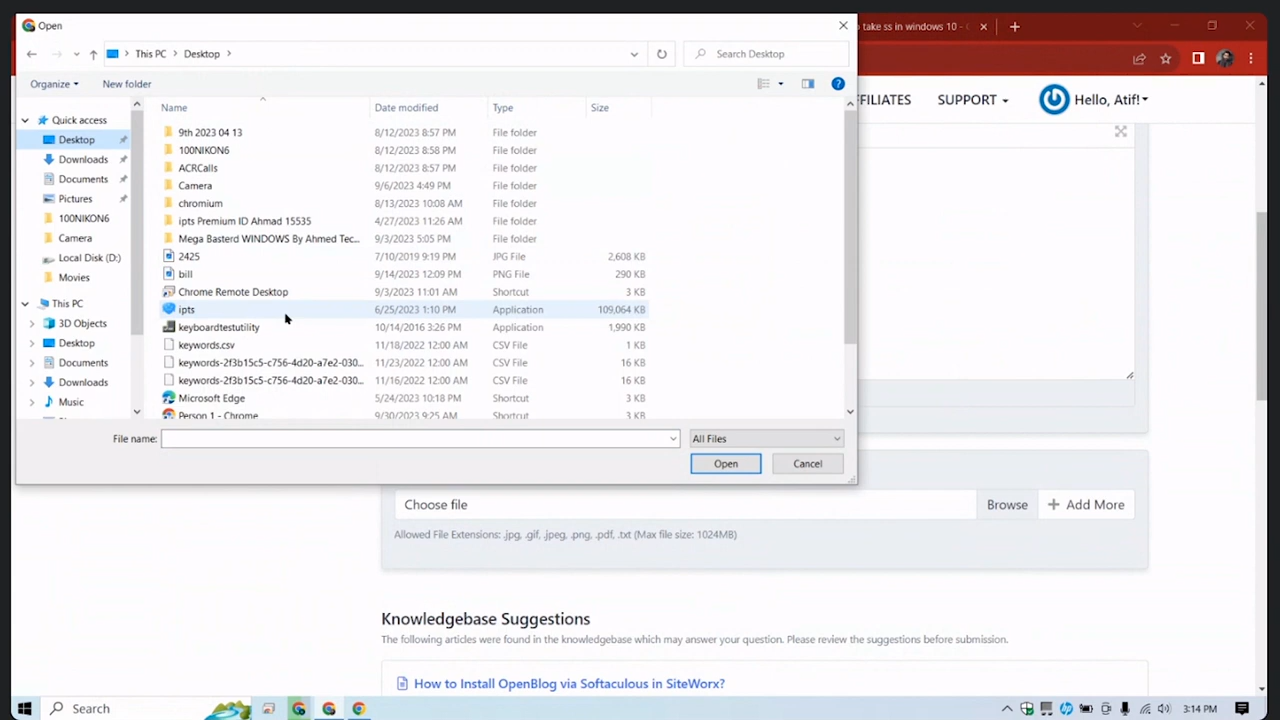 Open
to take ss in windows 10 -
This PC
Desktop
Search Desktop
Organize
New folder
FFILIATES
SUPPORT
Hello, Atif!
Name
Date modified
Type
Size
Quick access
Desktop
Downloads
Documents
Pictures
100NIKON6
Camera
Local Disk (D:)
Movies
This PC
3D Objects
Desktop
Documents
Downloads
Music
9th 2023 04 13 8/12/2023 8:57 PM File folder
100NIKON6 8/12/2023 8:58 PM File folder
ACRCalls 8/12/2023 8:57 PM File folder
Camera 9/6/2023 4:49 PM File folder
chromium 8/13/2023 10:08 AM File folder
ipts Premium ID Ahmad 15535 4/27/2023 11:26 AM File folder
Mega Basterd WINDOWS By Ahmed Tec... 9/3/2023 5:05 PM File folder
2425 7/10/2019 9:19 PM JPG File 2,608 KB
bill 9/14/2023 12:09 PM PNG File 290 KB
Chrome Remote Desktop 9/3/2023 11:01 AM Shortcut 3 KB
ipts 6/25/2023 1:10 PM Application 109,064 KB
keyboardtestutility 10/14/2016 3:26 PM Application 1,990 KB
keywords.csv 11/18/2022 12:00 AM CSV File 3 KB
keywords-2f3b15c5-c756-4d20-a7e2-030... 11/23/2022 12:00 AM CSV File 16 KB
keywords-2f3b15c5-c756-4d20-a7e2-030... 11/16/2022 12:00 AM CSV File 16 KB
Microsoft Edge 5/24/2023 10:18 PM Shortcut 3 KB
Person 1 - Chrome 9/30/2023 9:25 AM Shortcut 3 KB
File name:
All Files
Open
Cancel
Choose file
Browse
Add More
Allowed File Extensions: .jpg, .gif, .jpeg, .png, .pdf, .txt (Max file size: 1024MB)
Knowledgebase Suggestions
The following articles were found in the knowledgebase which may answer your question. Please review the suggestions before submission.
How to Install OpenBlog via Softaculous in SiteWorx?
Search
3:14 PM